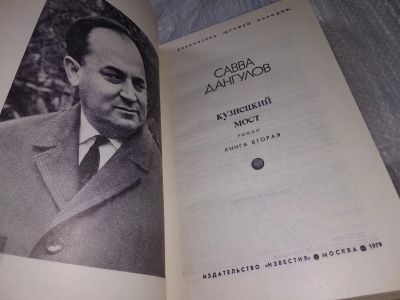 БИБЛИОТЕКА «ДРУЖБЫ НАРОДОВ»
САВВА
ДАНГУЛОВ
КУЗНЕЦКИЙ
МОСТ
РОМАН
КНИГА ВТОРАЯ
ИЗДАТЕЛЬСТВО «ИЗВЕСТИЯ» ● МОСКВА ● 1979